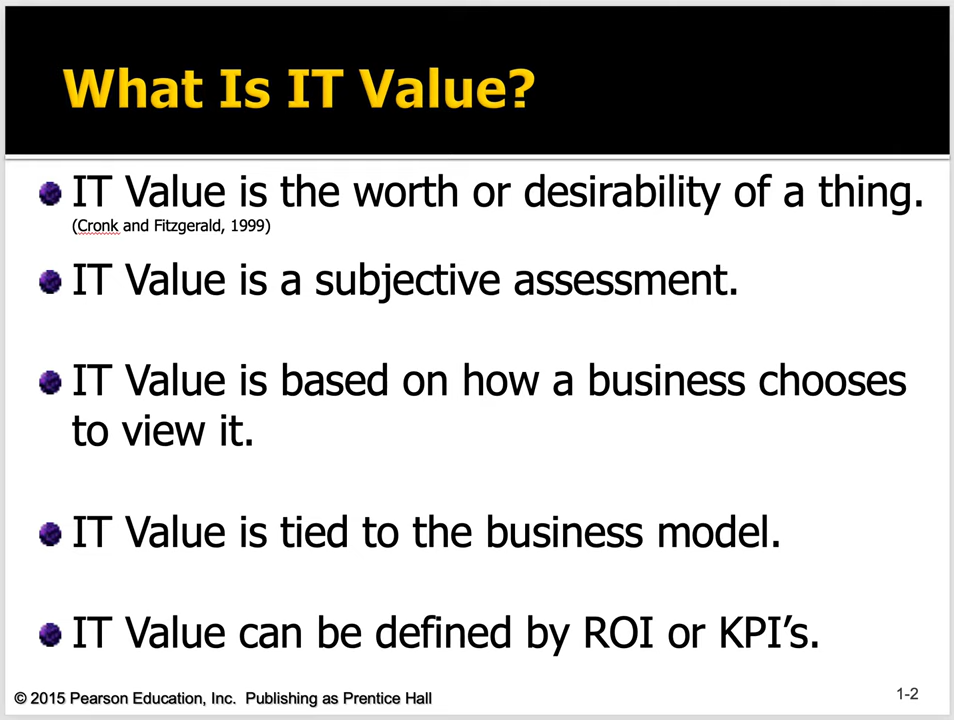 What Is IT Value?
IT Value is the worth or desirability of a thing.
(Cronk and Fitzgerald, 1999)
IT Value is a subjective assessment.
IT Value is based on how a business chooses
to view it.
IT Value is tied to the business model.
IT Value can be defined by ROI or KPI’s.
© 2015 Pearson Education, Inc.  Publishing as Prentice Hall
1-2